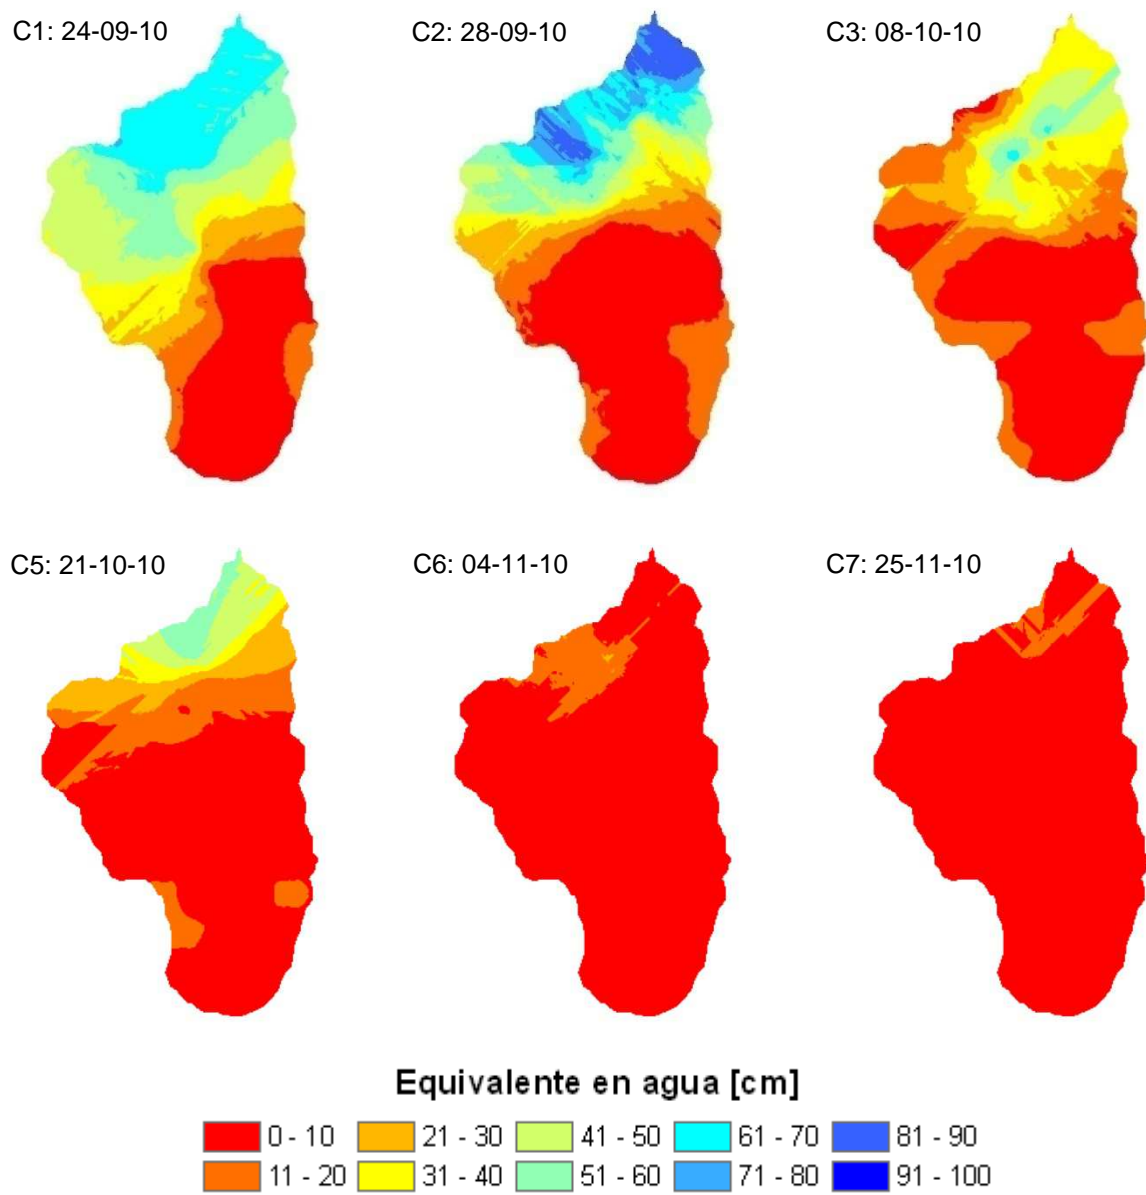 C1: 24-09-10 C2: 28-09-10 C3: 08-10-10
C5: 21-10-10 C6: 04-11-10 C7: 25-11-10
Equivalente en agua [cm]
0 - 10 21 - 30 41 - 50 61 - 70 81 - 90
11 - 20 31 - 40 51 - 60 71 - 80 91 - 100